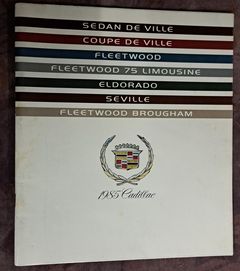 SEDAN DE VILLE
COUPE DE VILLE
FLEETWOOD
FLEETWOOD 75 LIMOUSINE
ELDORADO
SEVILLE
FLEETWOOD BROUGHAM
1985 Cadillac